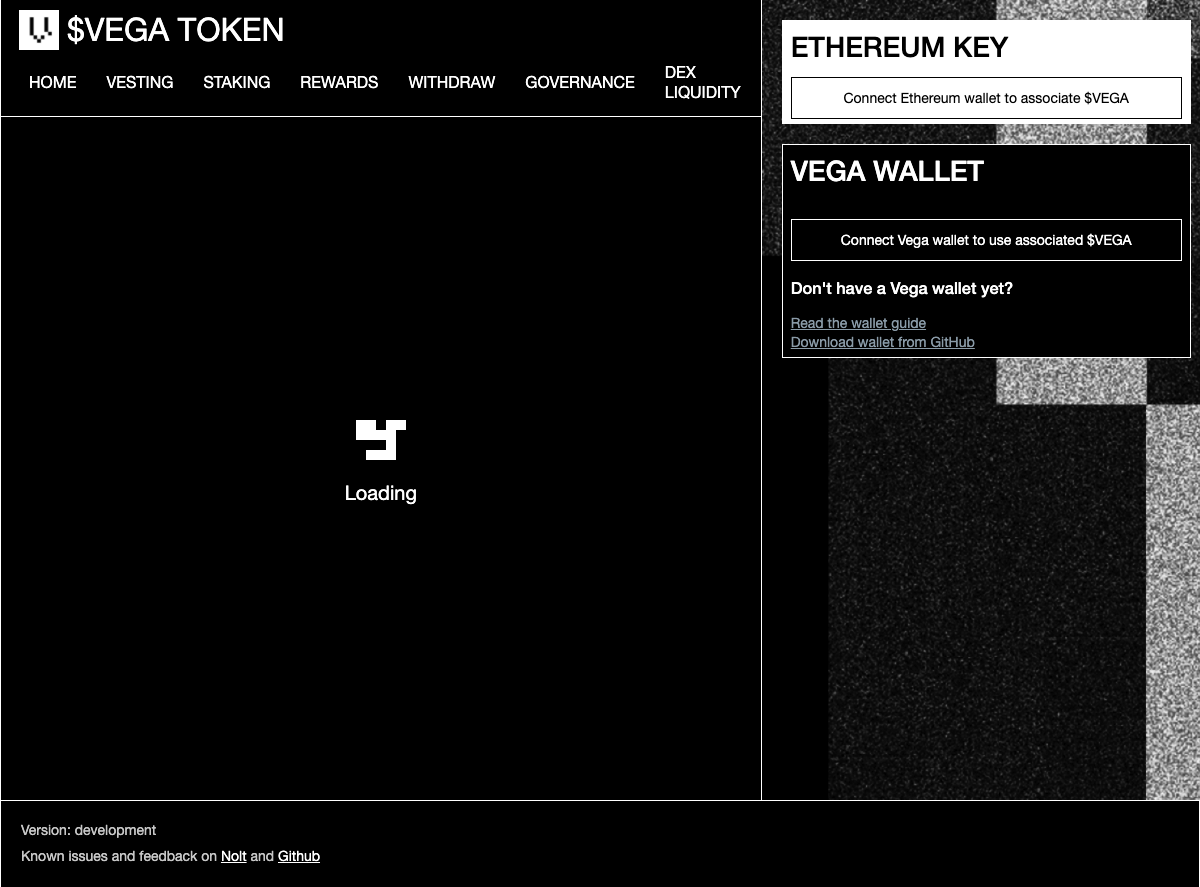 $VEGA TOKEN
HOME
VESTING
STAKING
REWARDS
WITHDRAW
GOVERNANCE
DEX
LIQUIDITY
ETHEREUM KEY
Connect Ethereum wallet to associate $VEGA
VEGA WALLET
Connect Vega wallet to use associated $VEGA
Don't have a Vega wallet yet?
Read the wallet guide
Download wallet from GitHub
Loading
Version: development
Known issues and feedback on Nolt and Github